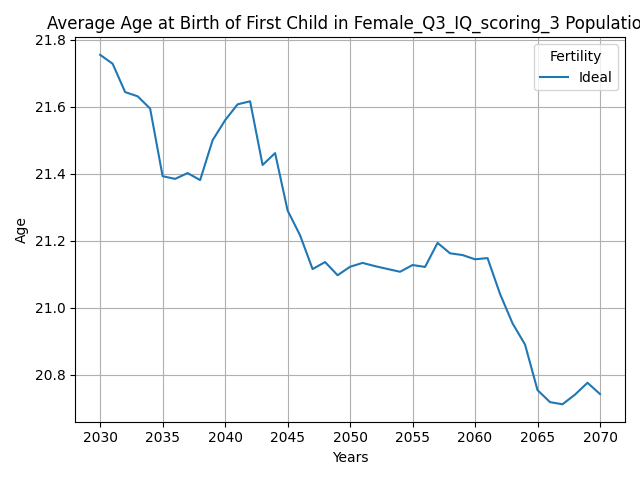 Average Age at Birth of First Child in Female_Q3_IQ_scoring_3 Populatio
21.8
21.6
21.4
21.2
21.0
20.8
Age
Fertility
Ideal
2030 2035 2040 2045 2050 2055 2060 2065 2070
Years